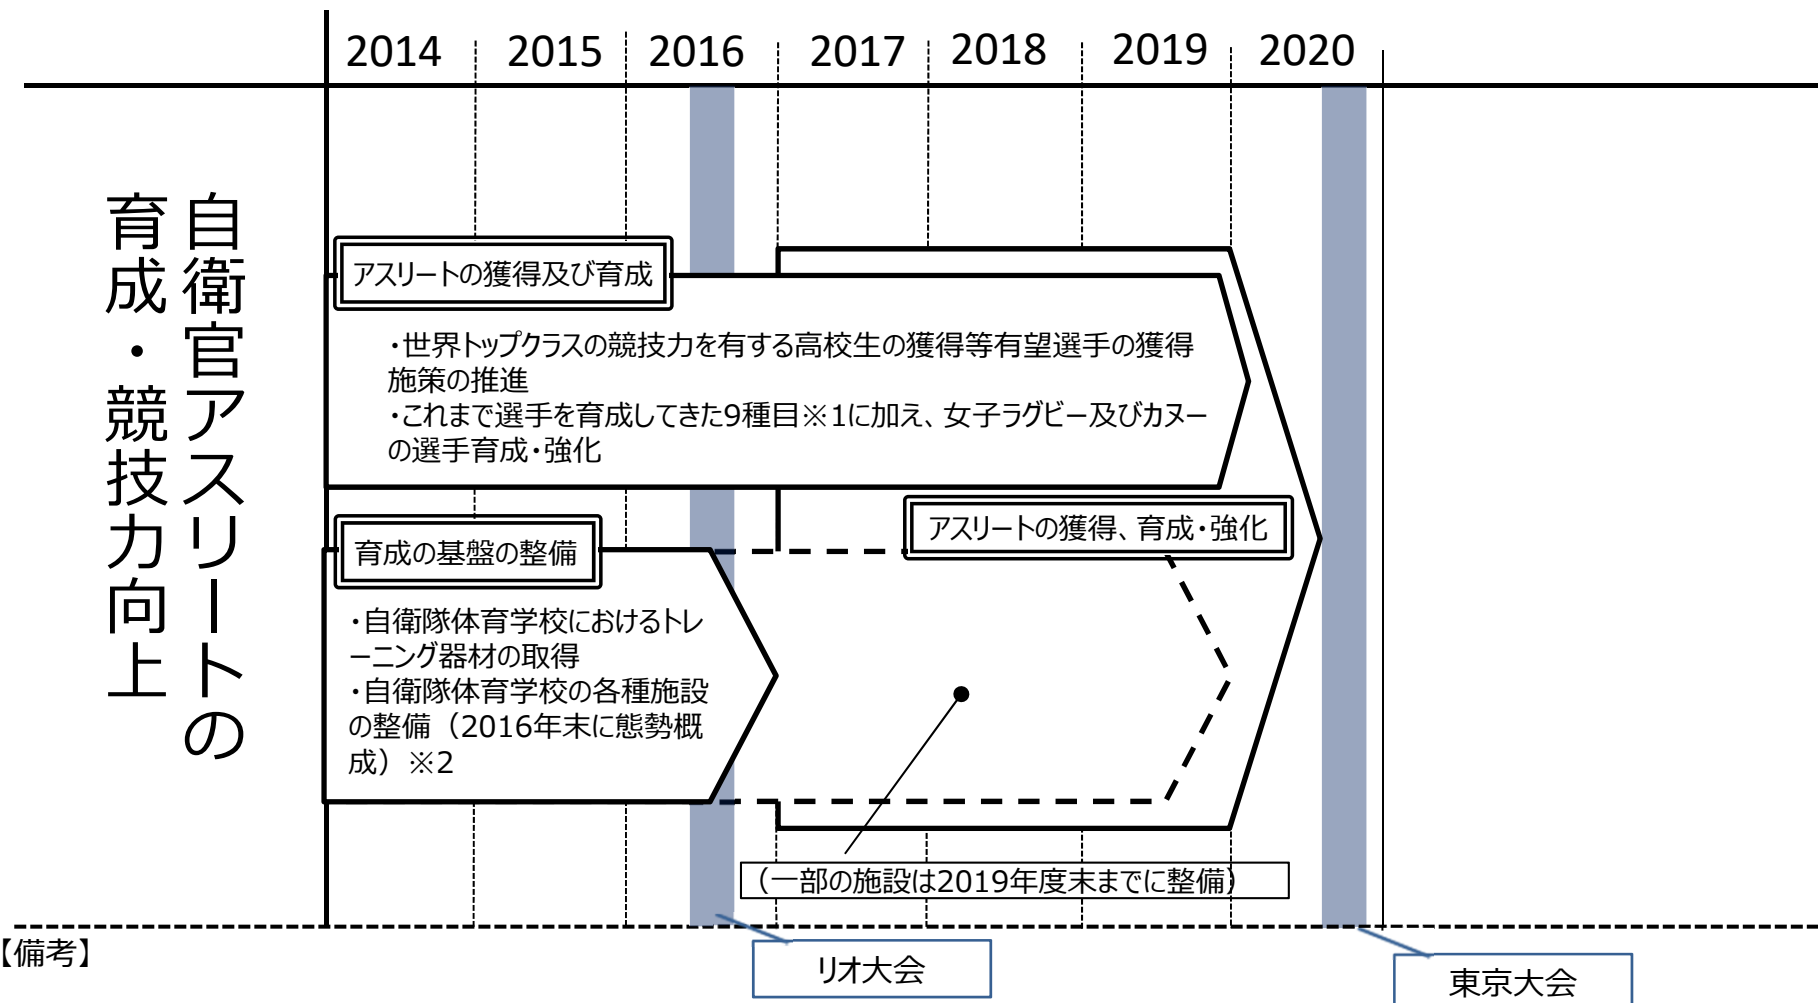 2014 2015 2016 2017 2018 2019 2020
自衛官アスリートの
育成・競技力向上
アスリートの獲得及び育成
・世界トップクラスの競技力を有する高校生の獲得等有望選手の獲得
施策の推進
・これまで選手を育成してきた9種目※1に加え、女子ラグビー及びカヌー
の選手育成・強化
アスリートの獲得、育成・強化
育成の基盤の整備
・自衛隊体育学校におけるトレ
ーニング器材の取得
・自衛隊体育学校の各種施設
の整備（2016年末に態勢概
成）※2
（一部の施設は2019年度末までに整備）
【備考】
リオ大会
東京大会